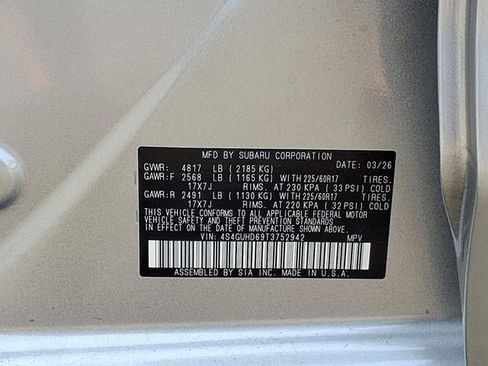 MFD. BY SUBARU CORPORATION DATE: 03/26
GVWR: 4817 LB (2185 KG)
GAWR:F 2568 LB (1165 KG) WITH 225/60R17 TIRES.
17X7J RIMS. AT 230 KPA (33 PSI) COLD
GAWR:R 2491 LB (1130 KG) WITH 225/60R17 TIRES.
17X7J RIMS. AT 220 KPA (32 PSI) COLD
THIS VEHICLE CONFORMS TO ALL APPLICABLE FEDERAL MOTOR
VEHICLE SAFETY AND THEFT PREVENTION STANDARDS IN EFFECT
ON THE DATE OF MANUFACTURE SHOWN ABOVE.
VIN: 4S4GUHD69T3752942 MPV
ASSEMBLED BY SIA INC. MADE IN U.S.A.